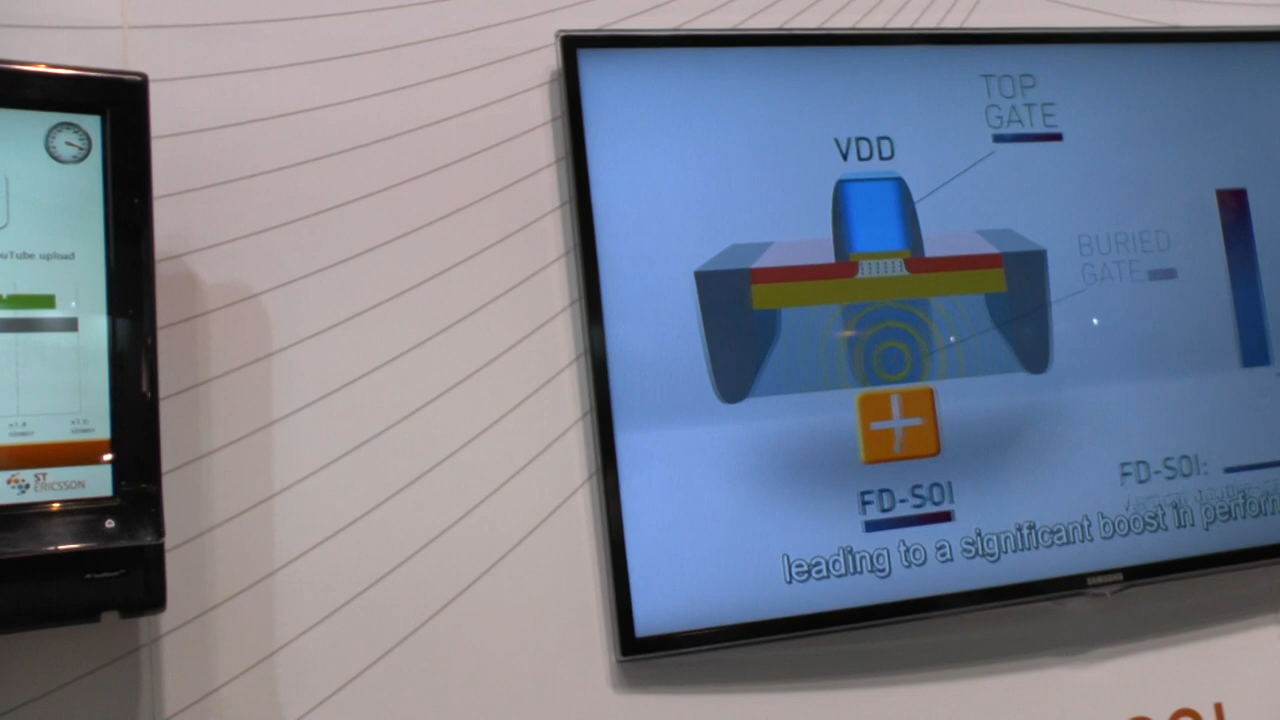 uTube upload
ST
ERICSSON
TOP
GATE
VDD
BURIED
GATE
FD-SOI
FD-SOI:
leading to a significant boost in perform
SAMSUNG